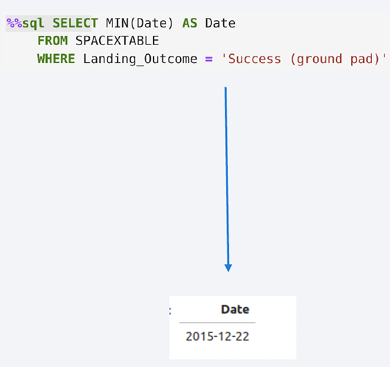 %%sql SELECT MIN(Date) AS Date
FROM SPACEXTABLE
WHERE Landing_Outcome = 'Success (ground pad)'
: Date
2015-12-22